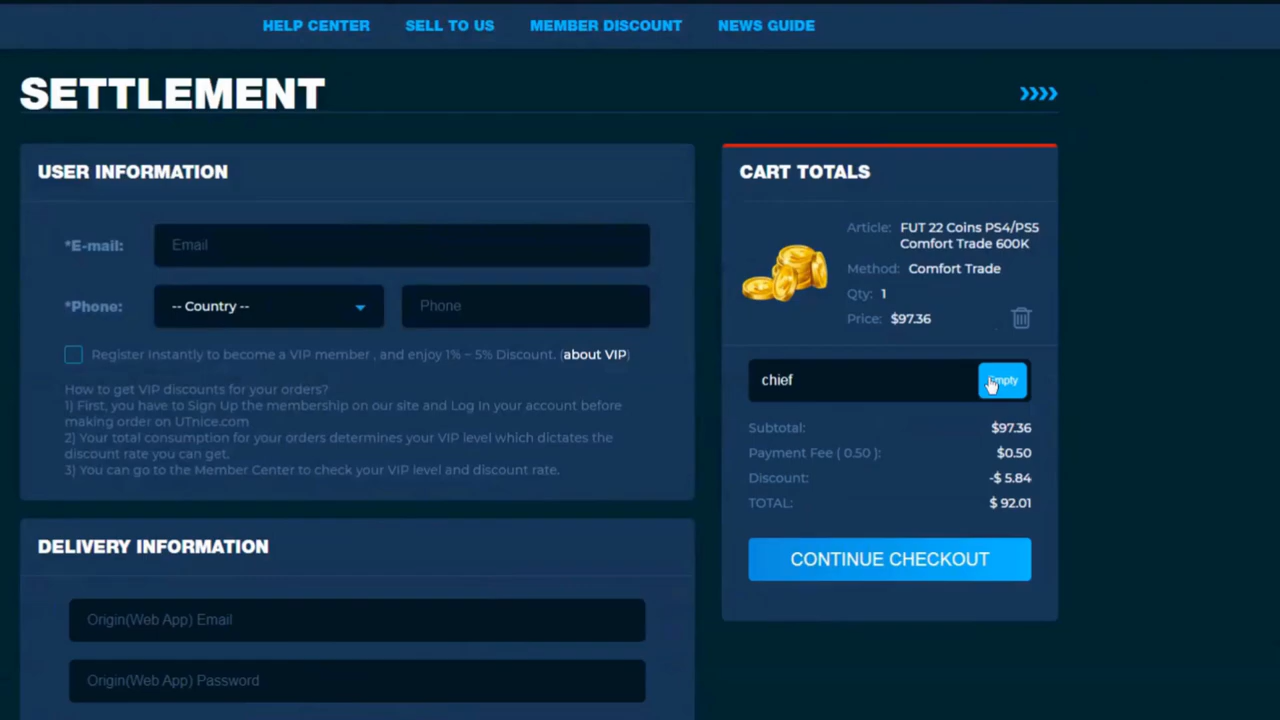 HELP CENTER SELL TO US MEMBER DISCOUNT NEWS GUIDE
SETTLEMENT
USER INFORMATION
*E-mail: Email
*Phone: -- Country -- Phone
Register Instantly to become a VIP member , and enjoy 1% – 5% Discount. (about VIP)
How to get VIP discounts for your orders?
1) First, you have to Sign Up the membership on our site and Log In your account before
making order on UTnice.com
2) Your total consumption for your orders determines your VIP level which dictates the
discount rate you can get.
3) You can go to the Member Center to check your VIP level and discount rate.
DELIVERY INFORMATION
Origin(Web App) Email
Origin(Web App) Password
CART TOTALS
Article: FUT 22 Coins PS4/PS5
Comfort Trade 600K
Method: Comfort Trade
Qty: 1
Price: $97.36
chief Empty
Subtotal: $97.36
Payment Fee ( 0.50 ): $0.50
Discount: -$ 5.84
TOTAL: $ 92.01
CONTINUE CHECKOUT